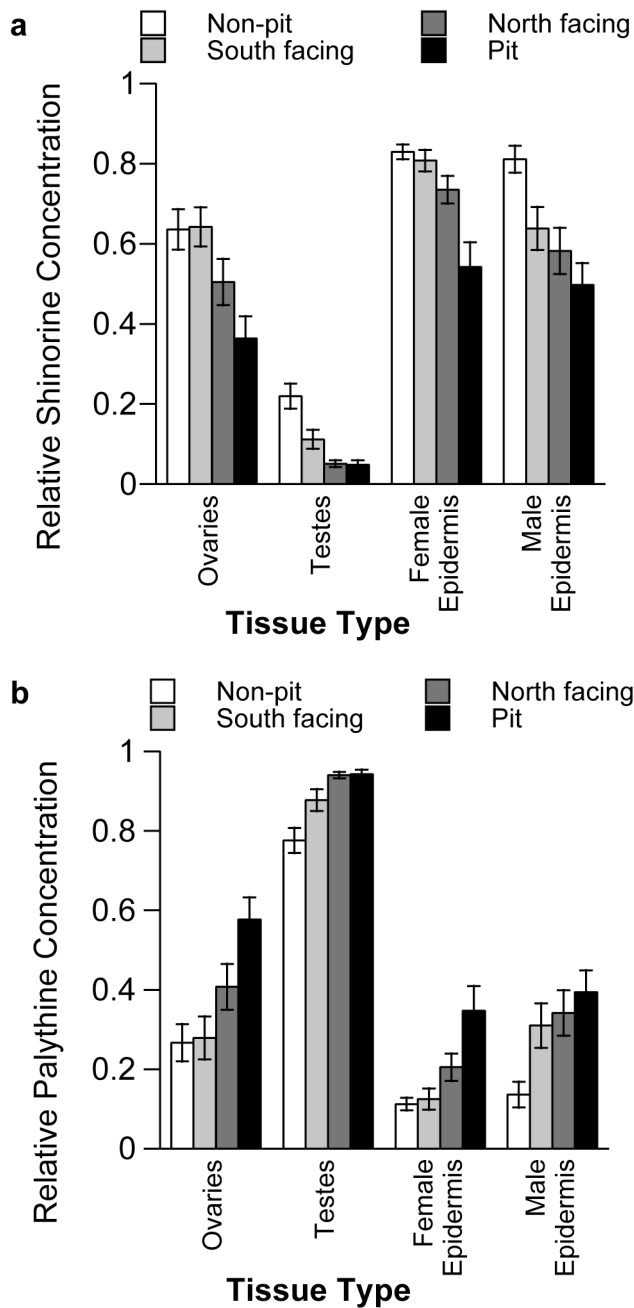 a
Non-pit North facing
South facing Pit
Relative Shinorine Concentration
1
0.8
0.6
0.4
0.2
0
Ovaries
Testes
Female
Epidermis
Male
Epidermis
Tissue Type
b
Non-pit North facing
South facing Pit
Relative Palythine Concentration
1
0.8
0.6
0.4
0.2
0
Ovaries
Testes
Female
Epidermis
Male
Epidermis
Tissue Type